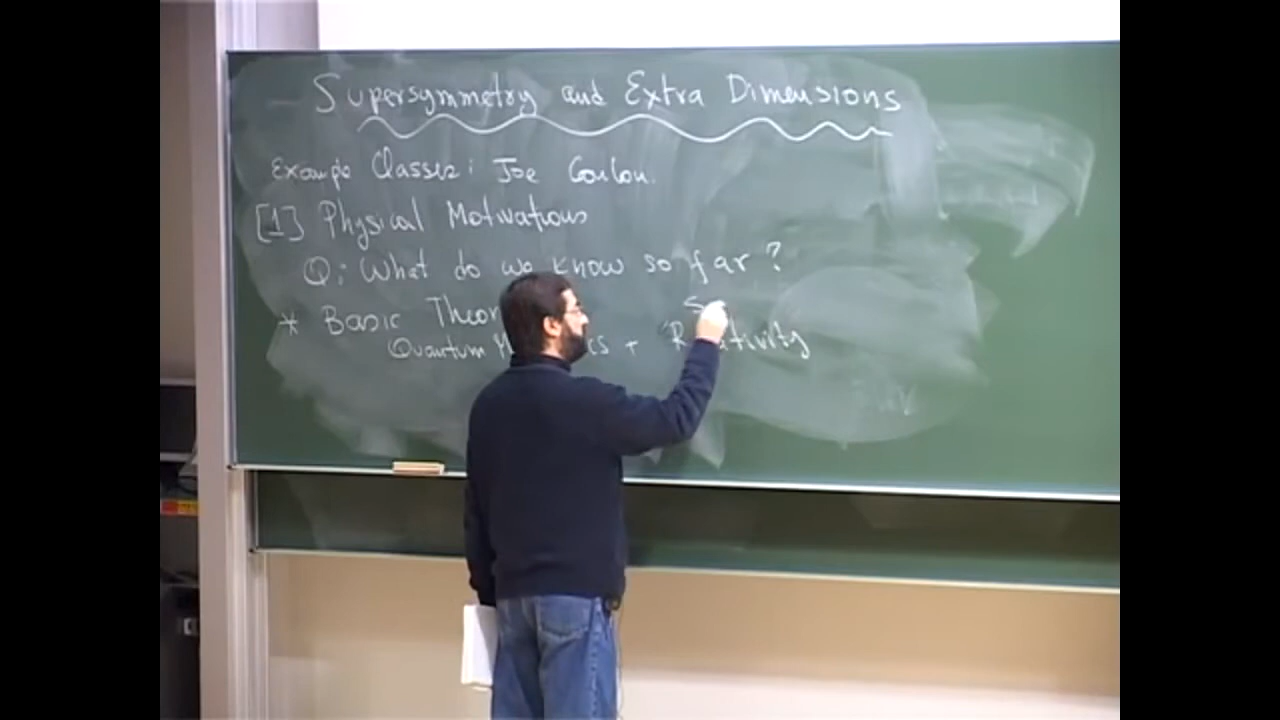 Supersymmetry and Extra Dimensions
Example Classes: Joe Conlon.
[1] Physical Motivations
Q: What do we know so far?
* Basic Theor
Quantum M cs + "Relativity